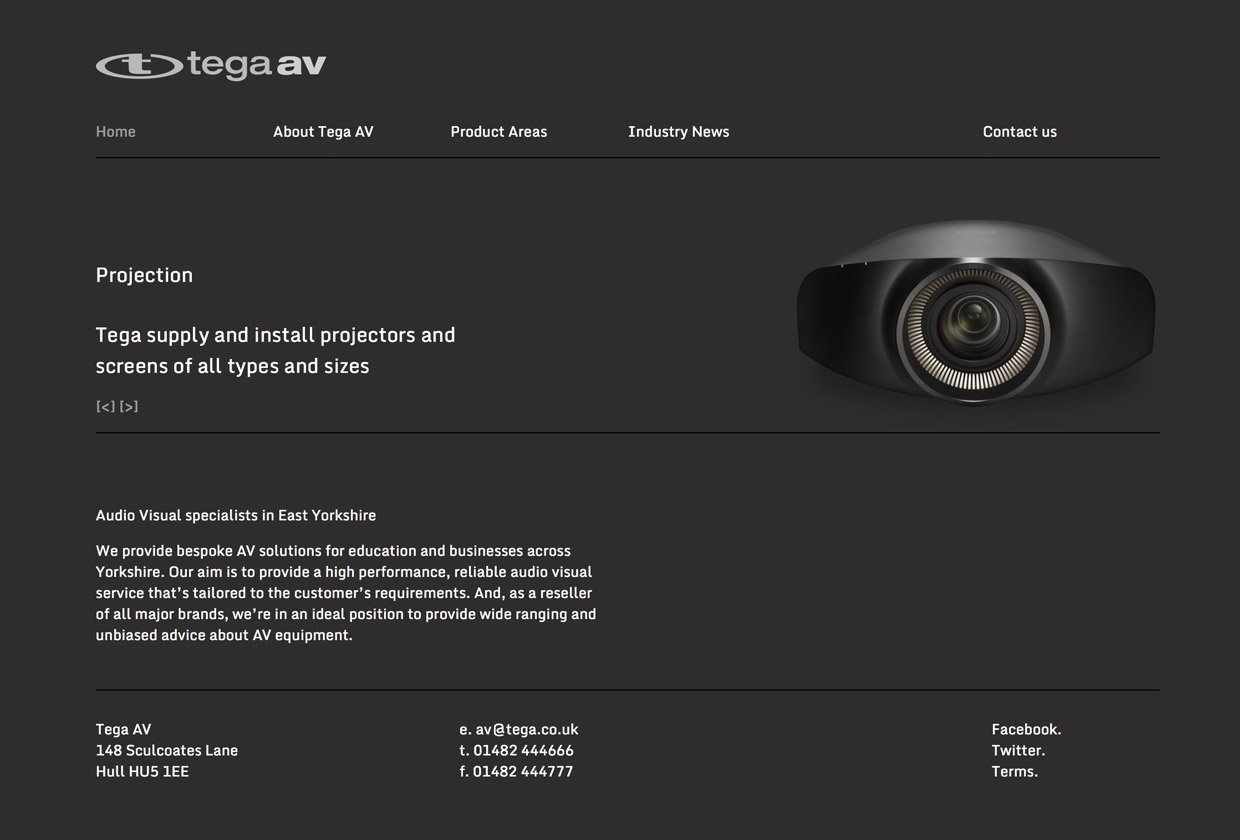 tega av
Home About Tega AV Product Areas Industry News Contact us
Projection
Tega supply and install projectors and
screens of all types and sizes
[<] [>]
Audio Visual specialists in East Yorkshire
We provide bespoke AV solutions for education and businesses across
Yorkshire. Our aim is to provide a high performance, reliable audio visual
service that’s tailored to the customer’s requirements. And, as a reseller
of all major brands, we’re in an ideal position to provide wide ranging and
unbiased advice about AV equipment.
Tega AV
148 Sculcoates Lane
Hull HU5 1EE
e. av@tega.co.uk
t. 01482 444666
f. 01482 444777
Facebook.
Twitter.
Terms.